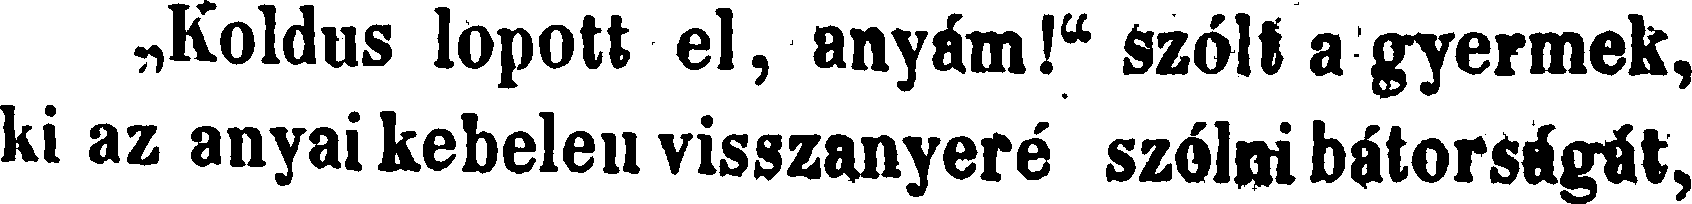 „Koldus lopott el, anyám!“ szólt a gyermek,
ki az anyai kebelen visszanyeré szólni bátorságát,